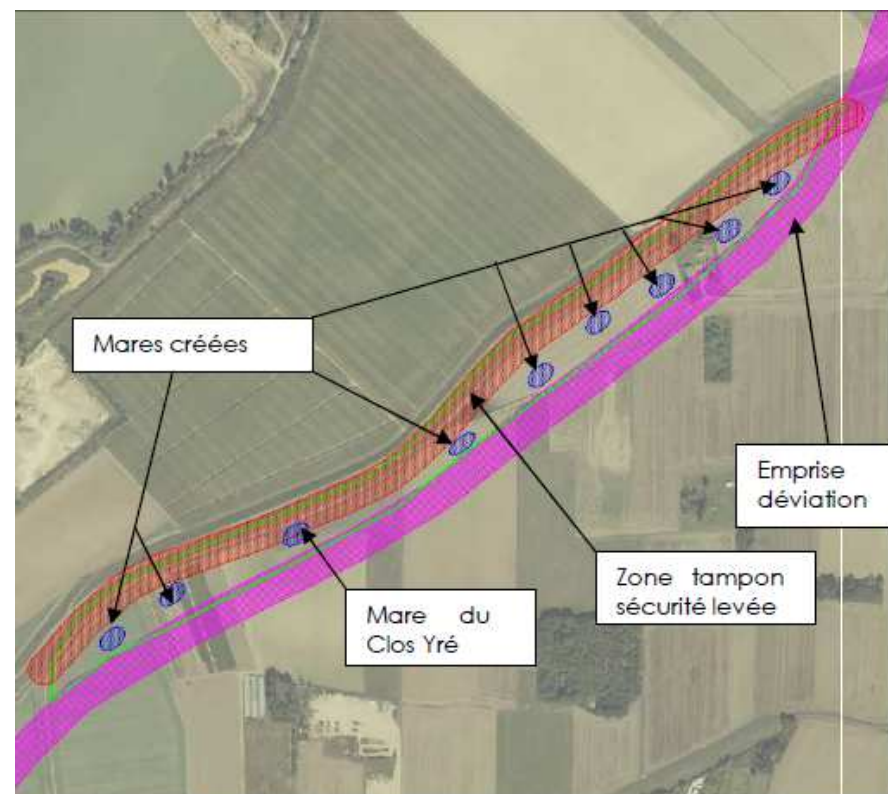 Mares créées
Emprise
déviation
Zone tampon
sécurité levée
Mare du
Clos Yré